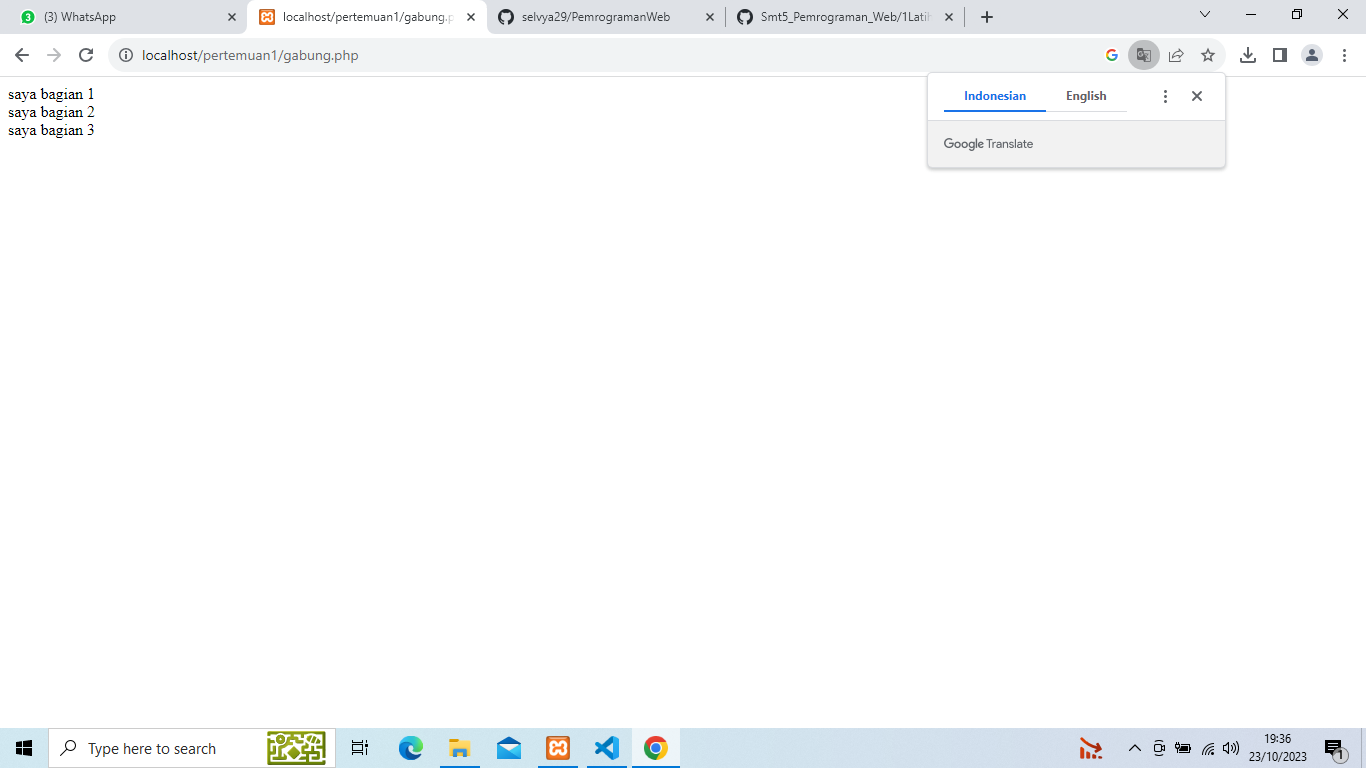 (3) WhatsApp
localhost/pertemuan1/gabung.p
selvya29/PemrogramanWeb
Smt5_Pemrograman_Web/1Latih
localhost/pertemuan1/gabung.php
saya bagian 1
saya bagian 2
saya bagian 3
Indonesian
English
Google Translate
Type here to search
19:36
23/10/2023
1